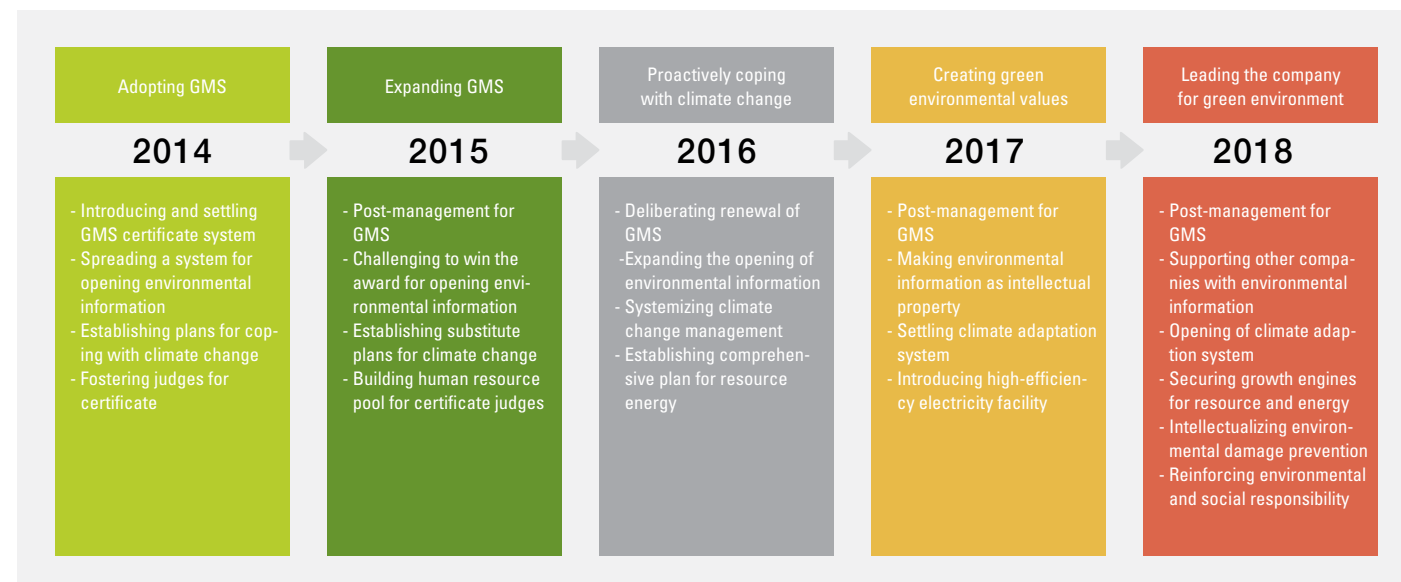 Adopting GMS
2014
- Introducing and settling
GMS certificate system
- Spreading a system for
opening environmental
information
- Establishing plans for cop-
ing with climate change
- Fostering judges for
certificate
Expanding GMS
2015
- Post-management for
GMS
- Challenging to win the
award for opening envi-
ronmental information
- Establishing substitute
plans for climate change
- Building human resource
pool for certificate judges
Proactively coping
with climate change
2016
- Deliberating renewal of
GMS
-Expanding the opening of
environmental information
- Systemizing climate
change management
- Establishing comprehen-
sive plan for resource
energy
Creating green
environmental values
2017
- Post-management for
GMS
- Making environmental
information as intellectual
property
- Settling climate adaptation
system
- Introducing high-efficien-
cy electricity facility
Leading the company
for green environment
2018
- Post-management for
GMS
- Supporting other compa-
nies with environmental
information
- Opening of climate adap-
tion system
- Securing growth engines
for resource and energy
- Intellectualizing environ-
mental damage prevention
- Reinforcing environmental
and social responsibility